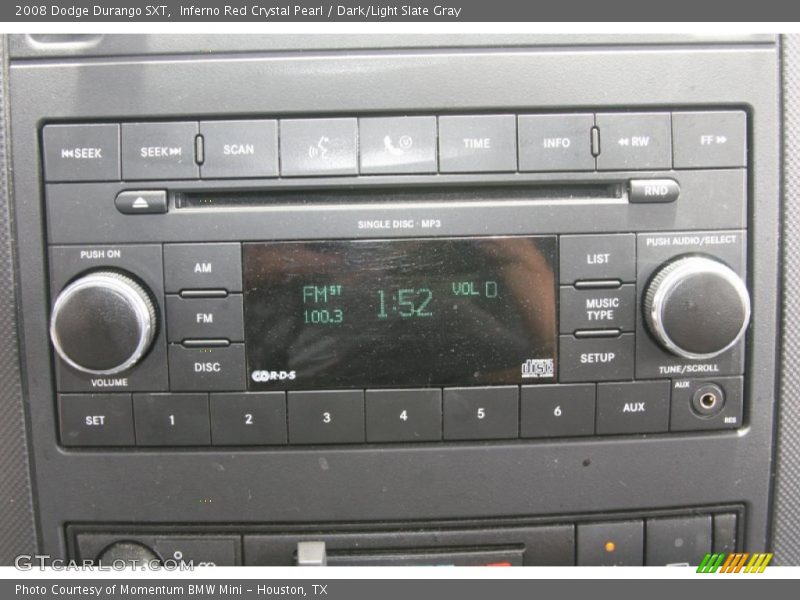 2008 Dodge Durango SXT,  Inferno Red Crystal Pearl / Dark/Light Slate Gray
SEEK SEEK SCAN TIME INFO RW FF
RND
SINGLE DISC · MP3
PUSH ON
AM
FM
DISC
VOLUME
FM ST 1:52 VOL 0
100.3
R·D·S
disc
LIST
MUSIC
TYPE
SETUP
PUSH AUDIO/SELECT
TUNE/SCROLL
SET 1 2 3 4 5 6 AUX
AUX
RES
GTCARLOT.COM
Photo Courtesy of Momentum BMW Mini - Houston, TX